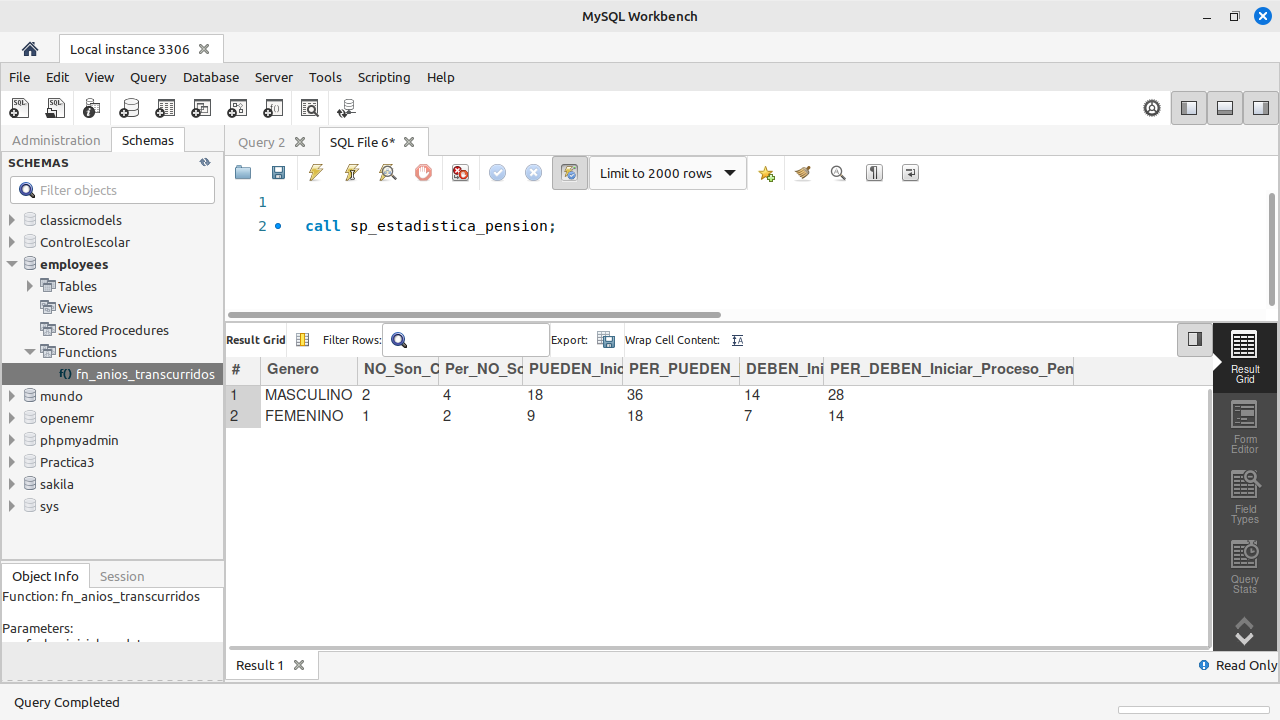 MySQL Workbench
Local instance 3306
File Edit View Query Database Server Tools Scripting Help
Administration Schemas
SCHEMAS
Filter objects
classicmodels
ControlEscolar
employees
Tables
Views
Stored Procedures
Functions
f() fn_anios_transcurridos
mundo
openemr
phpmyadmin
Practica3
sakila
sys
Object Info Session
Function: fn_anios_transcurridos
Parameters:
Query 2 SQL File 6*
Limit to 2000 rows
1
2 call sp_estadistica_pension;
Result Grid Filter Rows: Export: Wrap Cell Content:
# Genero NO_Son_C Per_NO_So PUEDEN_Inic PER_PUEDEN_ DEBEN_Ini PER_DEBEN_Iniciar_Proceso_Pen
1 MASCULINO 2 4 18 36 14 28
2 FEMENINO 1 2 9 18 7 14
Result
Grid
Form
Editor
Field
Types
Query
Stats
Result 1
Read Only
Query Completed